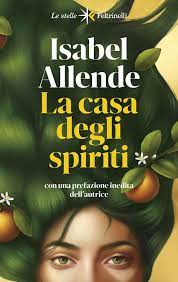 Le stelle Feltrinelli
Isabel
Allende
La casa
degli
spiriti
con una prefazione inedita
dell'autrice